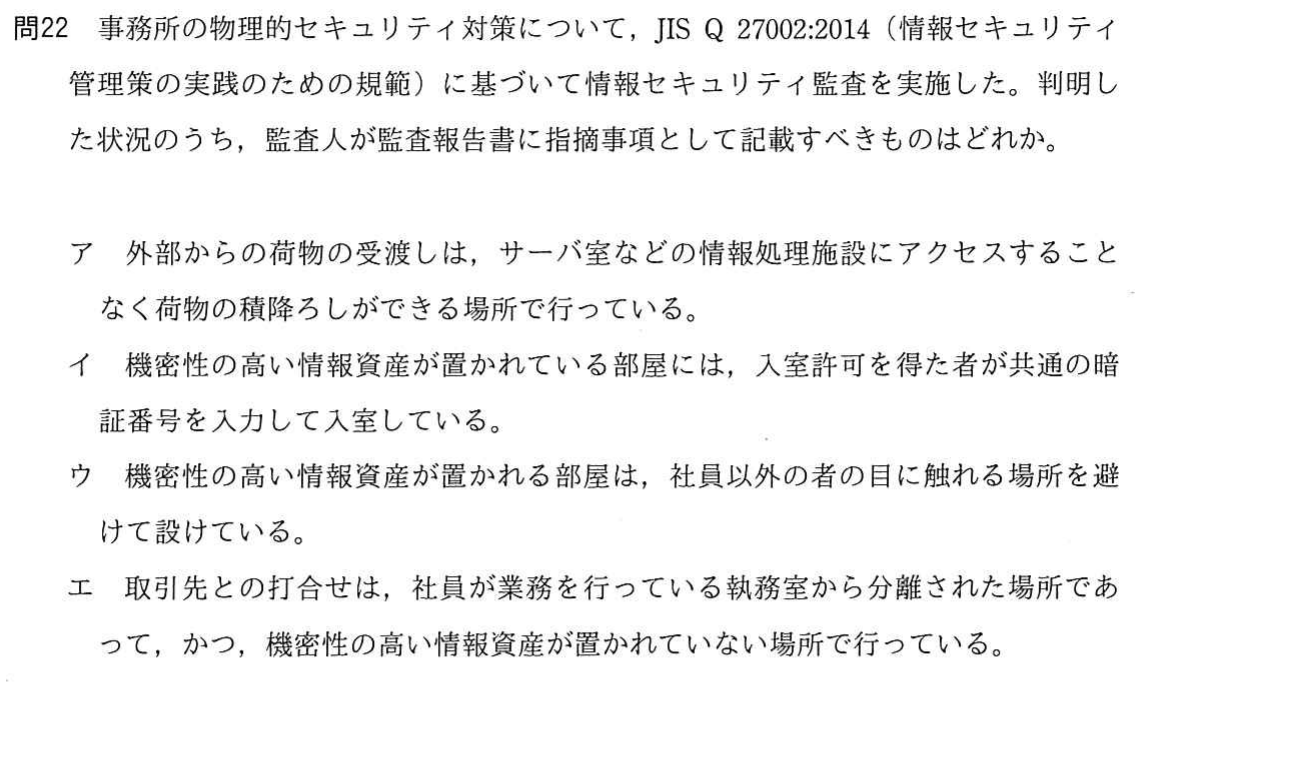 問22 事務所の物理的セキュリティ対策について，JIS Q 27002:2014（情報セキュリティ
管理策の実践のための規範）に基づいて情報セキュリティ監査を実施した。判明し
た状況のうち，監査人が監査報告書に指摘事項として記載すべきものはどれか。
ア 外部からの荷物の受渡しは，サーバ室などの情報処理施設にアクセスすること
なく荷物の積降ろしができる場所で行っている。
イ 機密性の高い情報資産が置かれている部屋には，入室許可を得た者が共通の暗
証番号を入力して入室している。
ウ 機密性の高い情報資産が置かれる部屋は，社員以外の者の目に触れる場所を避
けて設けている。
エ 取引先との打合せは，社員が業務を行っている執務室から分離された場所であ
って，かつ，機密性の高い情報資産が置かれていない場所で行っている。